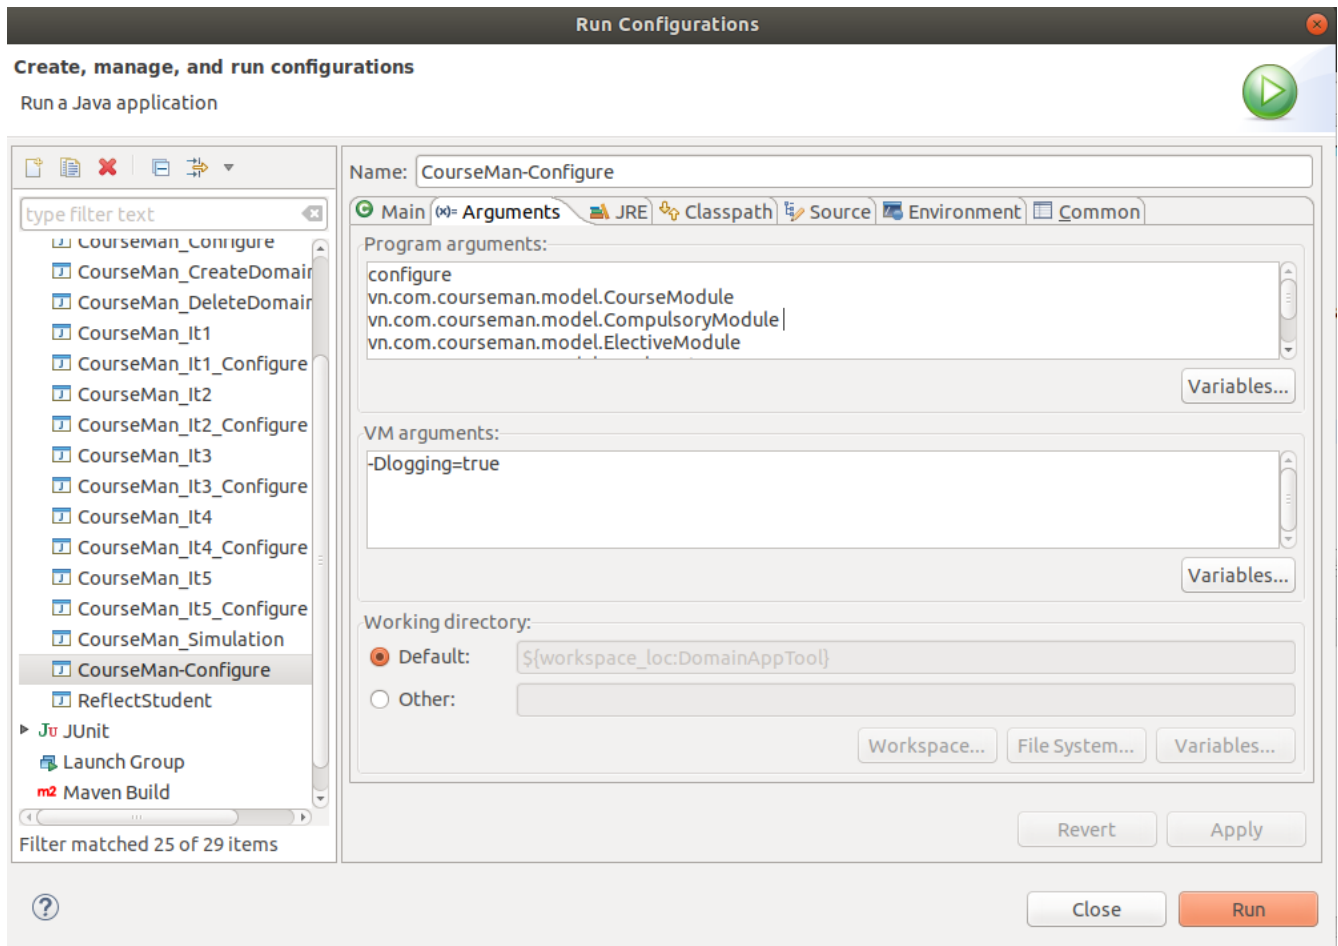 Run Configurations
Create, manage, and run configurations
Run a Java application
type filter text
CourseMan_Configure
CourseMan_CreateDomain
CourseMan_DeleteDomain
CourseMan_It1
CourseMan_It1_Configure
CourseMan_It2
CourseMan_It2_Configure
CourseMan_It3
CourseMan_It3_Configure
CourseMan_It4
CourseMan_It4_Configure
CourseMan_It5
CourseMan_It5_Configure
CourseMan_Simulation
CourseMan-Configure
ReflectStudent
Ju JUnit
Launch Group
m2 Maven Build
Filter matched 25 of 29 items
Name: CourseMan-Configure
Main (x)= Arguments JRE Classpath Source Environment Common
Program arguments:
configure
vn.com.courseman.model.CourseModule
vn.com.courseman.model.CompulsoryModule
vn.com.courseman.model.ElectiveModule
Variables...
VM arguments:
-Dlogging=true
Variables...
Working directory:
Default: ${workspace_loc:DomainAppTool}
Other:
Workspace... File System... Variables...
Revert Apply
? Close Run